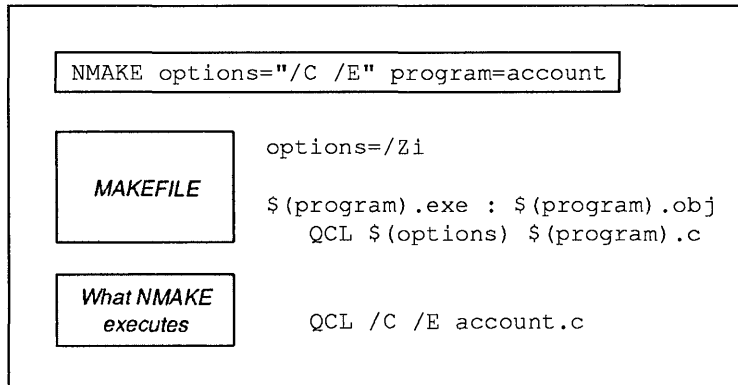 NMAKE options="/C /E" program=account
MAKEFILE
options=/Zi
$(program).exe : $(program).obj
QCL $(options) $(program).c
What NMAKE
executes
QCL /C /E account.c